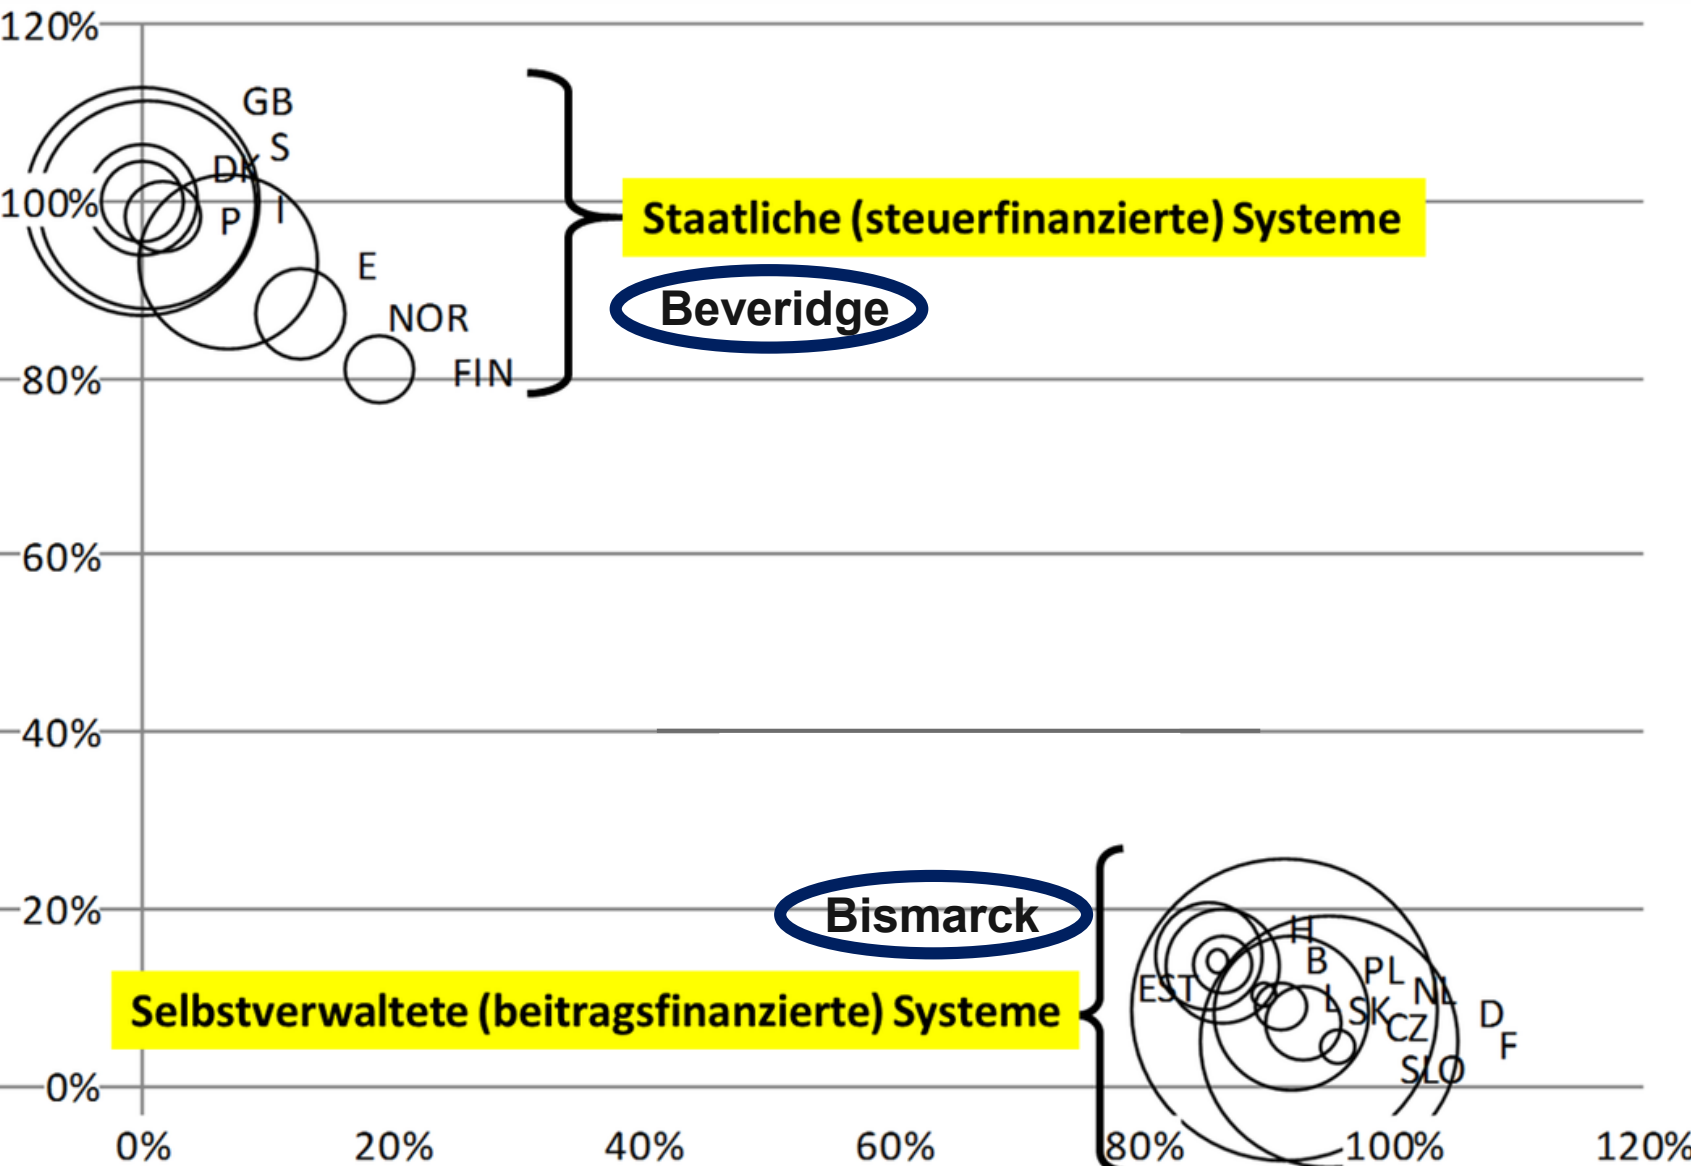 120%
GB
S
DK
100%
P
I
Staatliche (steuerfinanzierte) Systeme
E
Beveridge
NOR
FIN
80%
60%
40%
20%
Bismarck
H
B
PL
EST
NL
Selbstverwaltete (beitragsfinanzierte) Systeme
L
SK
CZ
D
F
SLO
0%
0% 20% 40% 60% 80% 100% 120%